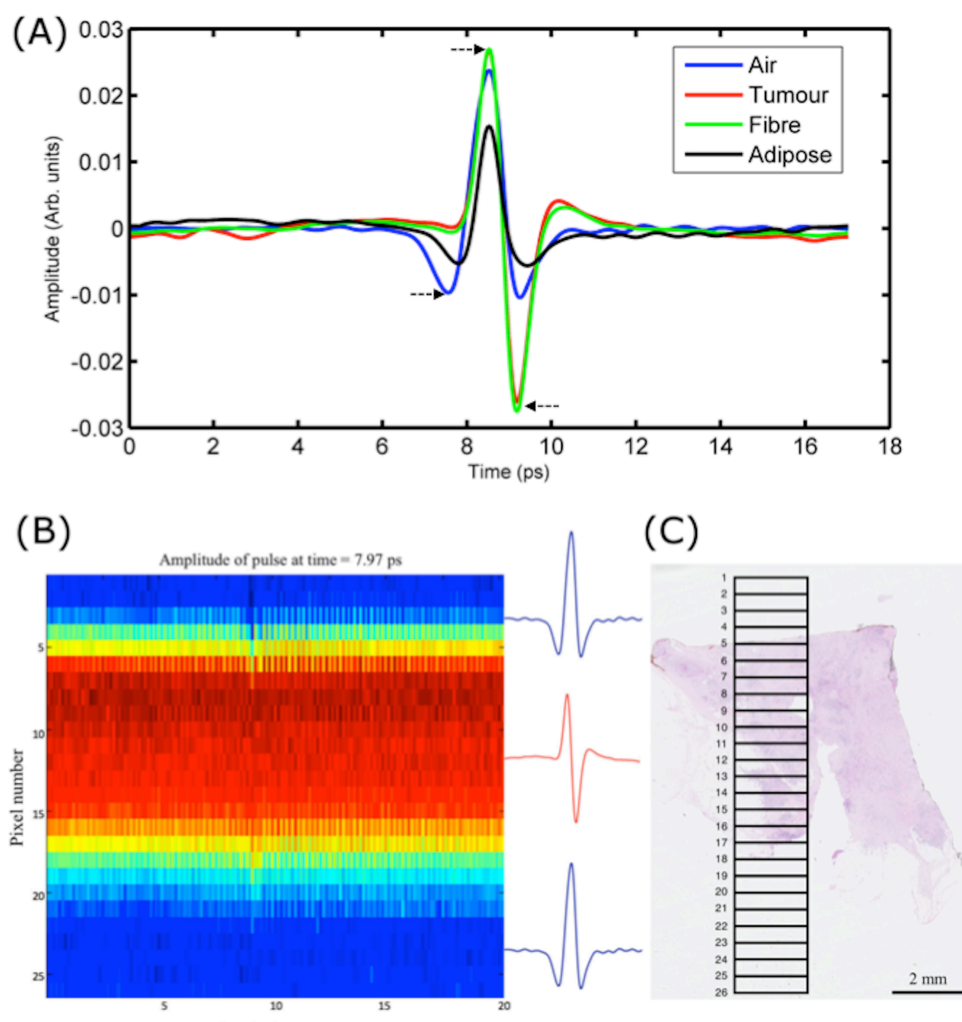 (A)
0.03
0.02
0.01
0
-0.01
-0.02
-0.03
Amplitude (Arb. units)
0 2 4 6 8 10 12 14 16 18
Time (ps)
Air
Tumour
Fibre
Adipose
(B)
Amplitude of pulse at time = 7.97 ps
Pixel number
5
10
15
20
25
5 10 15 20
(C)
1
2
3
4
5
6
7
8
9
10
11
12
13
14
15
16
17
18
19
20
21
22
23
24
25
26
2 mm